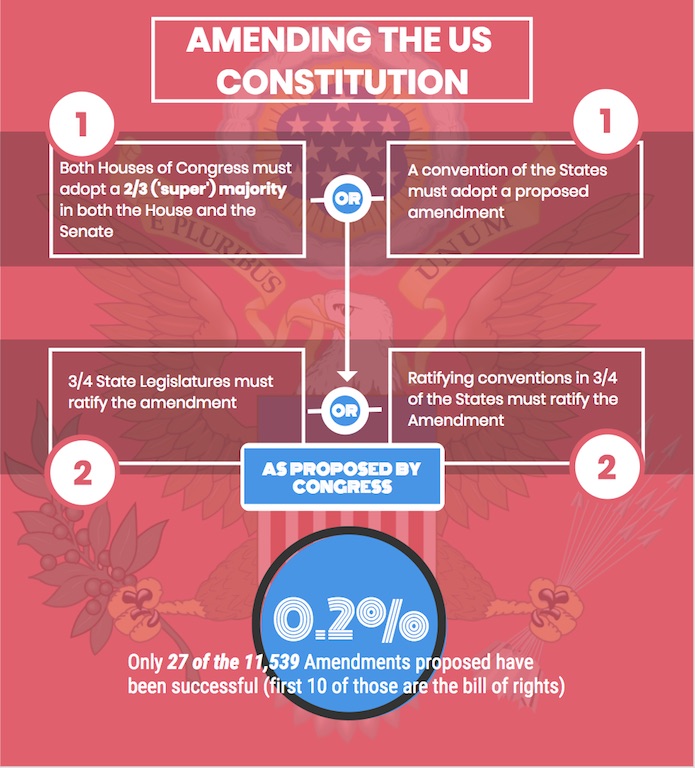 AMENDING THE US
CONSTITUTION
1
Both Houses of Congress must
adopt a 2/3 ('super') majority
in both the House and the
Senate
OR
1
A convention of the States
must adopt a proposed
amendment
E PLURIBUS
UNUM
3/4 State Legislatures must
ratify the amendment
2
OR
Ratifying conventions in 3/4
of the States must ratify the
Amendment
2
AS PROPOSED BY
CONGRESS
0.2%
Only 27 of the 11,539 Amendments proposed have
been successful (first 10 of those are the bill of rights)